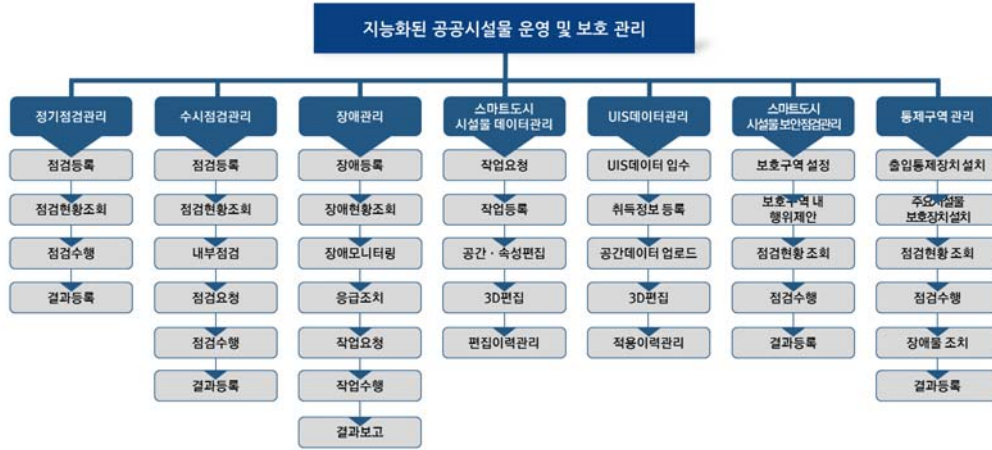 지능화된 공공시설물 운영 및 보호 관리
정기점검관리
점검등록
점검현황조회
점검수행
결과등록
수시점검관리
점검등록
점검현황조회
내부점검
점검요청
점검수행
결과등록
장애관리
장애등록
장애현황조회
장애모니터링
응급조치
작업요청
작업수행
결과보고
스마트도시
시설물 데이터관리
작업요청
작업등록
공간 · 속성편집
3D편집
편집이력관리
UIS데이터관리
UIS데이터 입수
취득정보 등록
공간데이터 업로드
3D편집
적용이력관리
스마트도시
시설물 보안점검관리
보호구역 설정
보호구역 내
행위제안
점검현황 조회
점검수행
결과등록
통제구역 관리
출입통제장치 설치
주요시설물
보호장치설치
점검현황 조회
점검수행
장애물 조치
결과등록